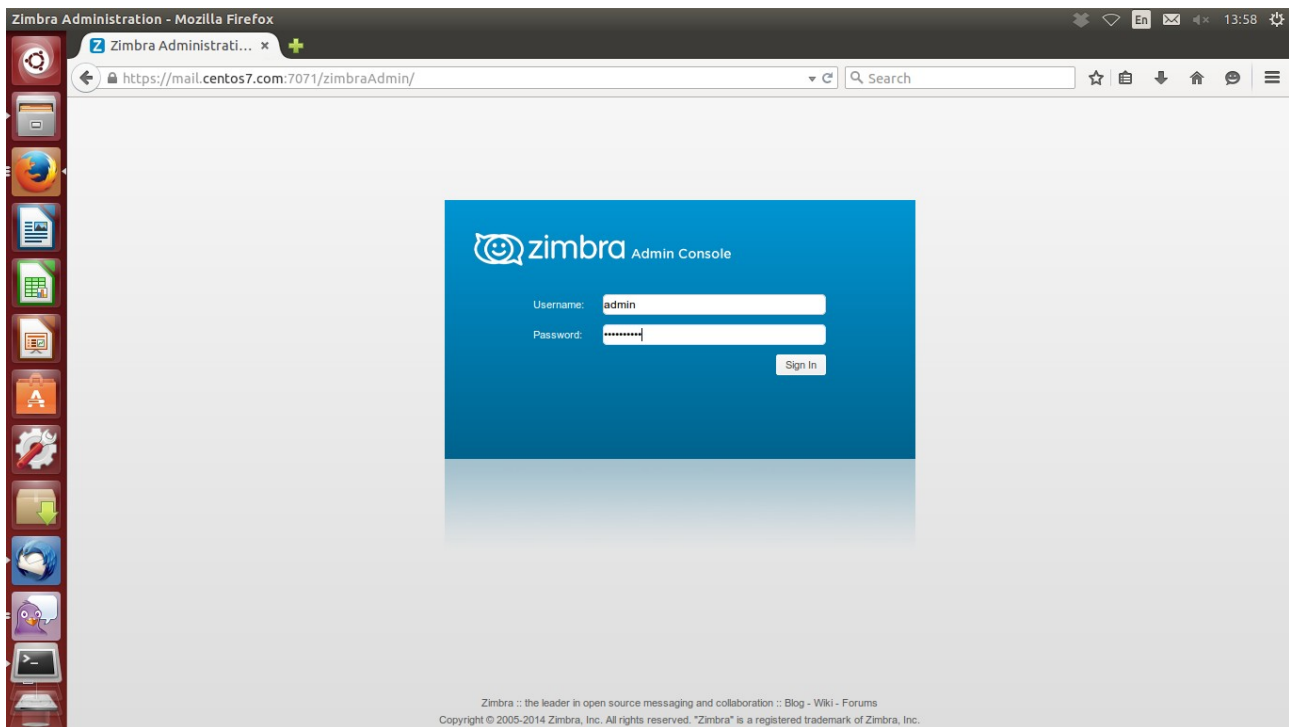 Zimbra Administration - Mozilla Firefox
En
13:58
Z Zimbra Administrati... ×
https://mail.centos7.com:7071/zimbraAdmin/
Search
zimbra Admin Console
Username: admin
Password: ••••••••••
Sign In
Zimbra :: the leader in open source messaging and collaboration :: Blog - Wiki - Forums
Copyright © 2005-2014 Zimbra, Inc. All rights reserved. "Zimbra" is a registered trademark of Zimbra, Inc.